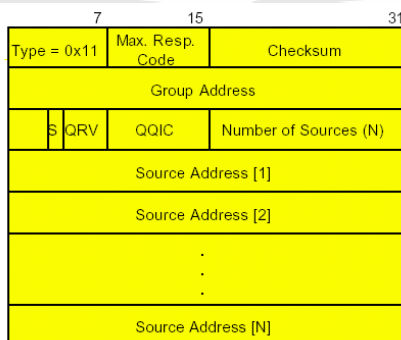 7 15 31
Type = 0x11 Max. Resp. Code Checksum
Group Address
S QRV QQIC Number of Sources (N)
Source Address [1]
Source Address [2]
.
.
.
Source Address [N]